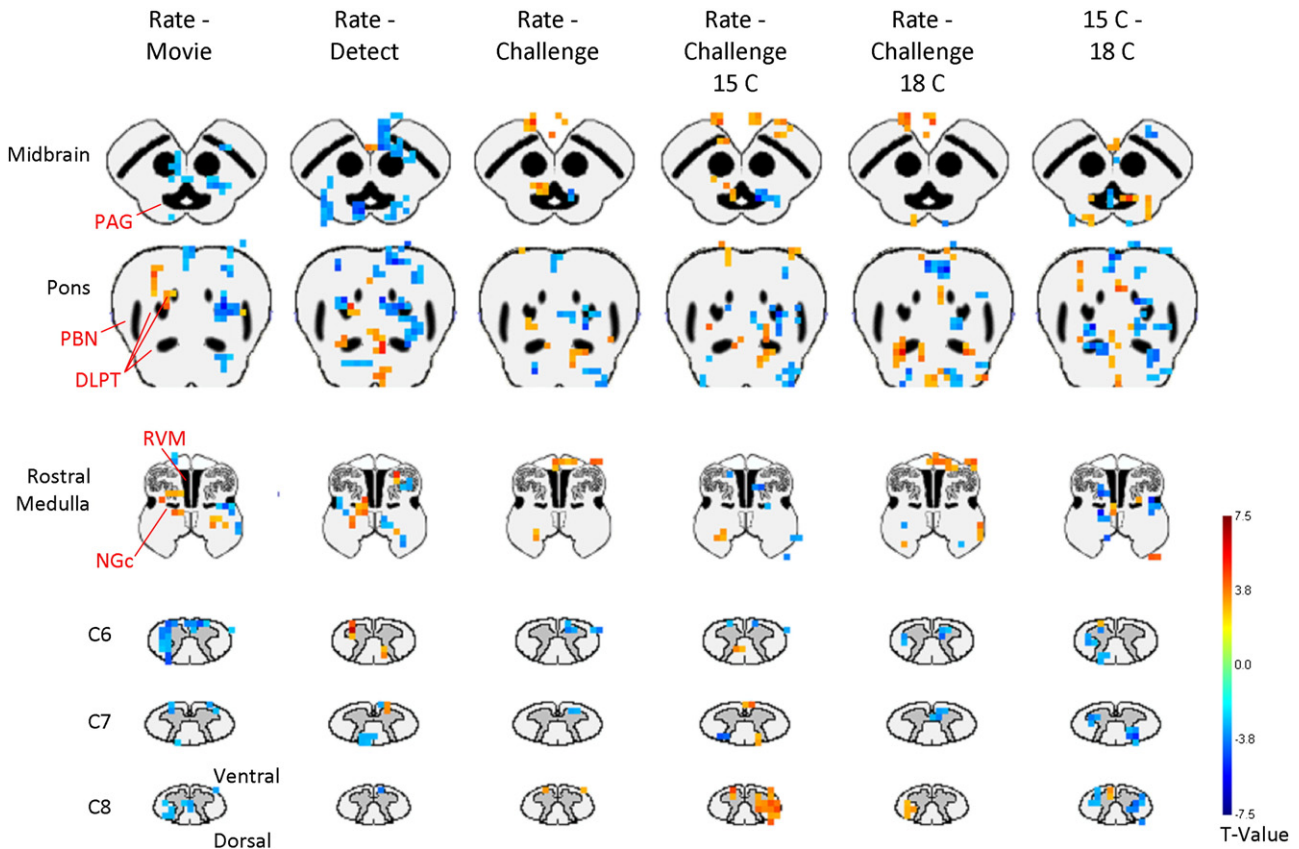 Rate -
Movie
Rate -
Detect
Rate -
Challenge
Rate -
Challenge
15 C
Rate -
Challenge
18 C
15 C -
18 C
Midbrain
PAG
Pons
PBN
DLPT
RVM
Rostral
Medulla
NGc
C6
C7
C8
Ventral
Dorsal
7.5
3.8
0.0
-3.8
-7.5
T-Value